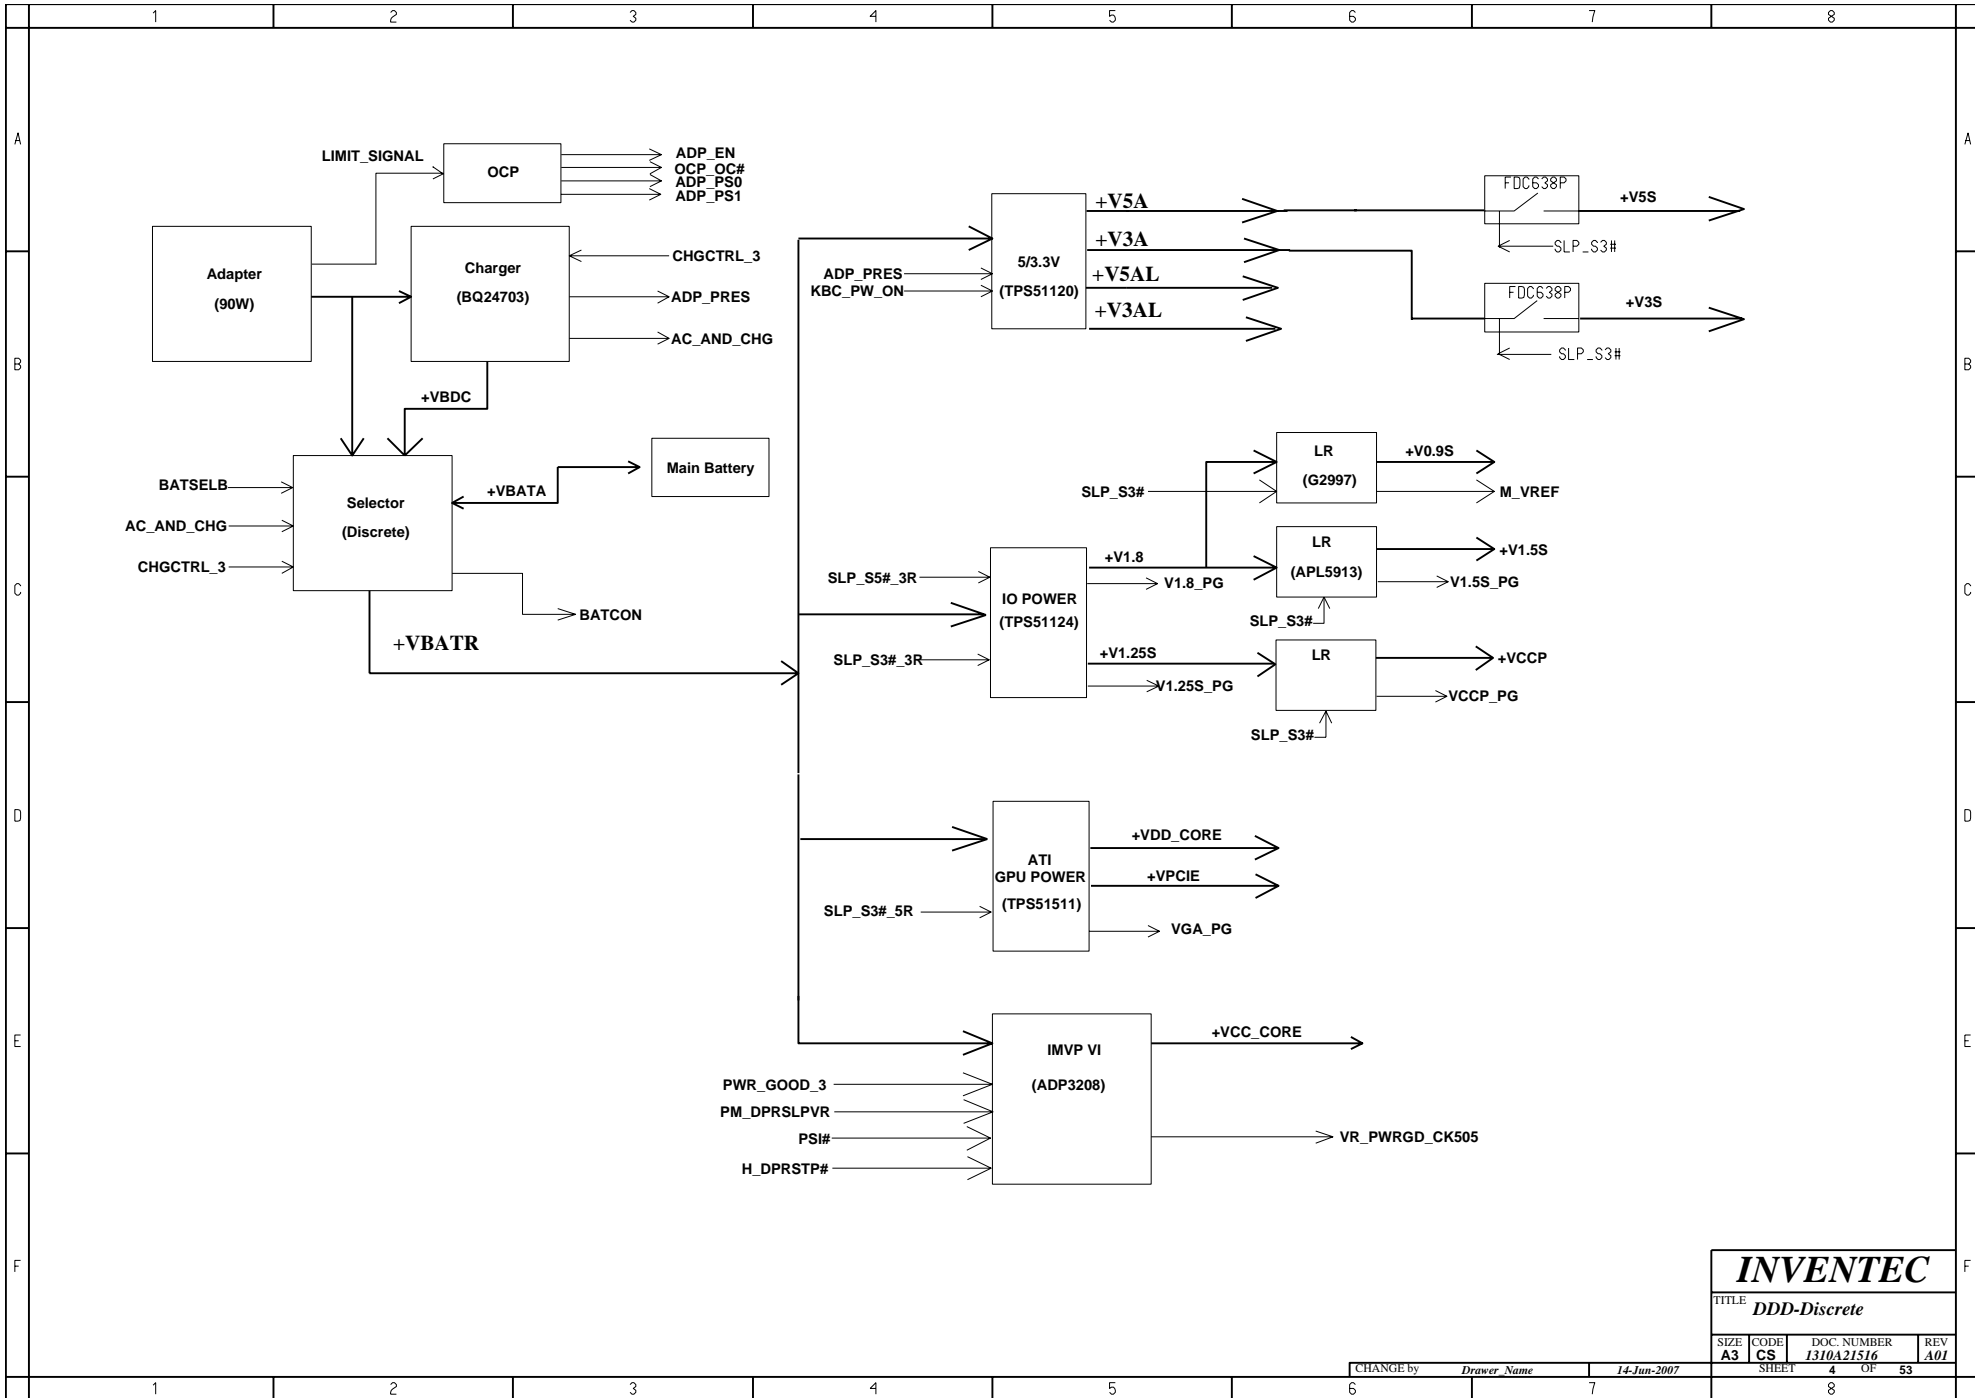 1 2 3 4 5 6 7 8
A A
LIMIT_SIGNAL
OCP
ADP_EN
OCP_OC#
ADP_PS0
ADP_PS1
Adapter
(90W)
Charger
(BQ24703)
CHGCTRL_3
ADP_PRES
AC_AND_CHG
+VBDC
B B
ADP_PRES
KBC_PW_ON
5/3.3V
(TPS51120)
+V5A
+V3A
+V5AL
+V3AL
FDC638P
+V5S
SLP_S3#
FDC638P
+V3S
SLP_S3#
BATSELB
AC_AND_CHG
CHGCTRL_3
Selector
(Discrete)
+VBATA
Main Battery
BATCON
+VBATR
C C
SLP_S5#_3R
SLP_S3#_3R
IO POWER
(TPS51124)
+V1.8
V1.8_PG
+V1.25S
V1.25S_PG
SLP_S3#
LR
(G2997)
+V0.9S
M_VREF
LR
(APL5913)
+V1.5S
V1.5S_PG
SLP_S3#
LR
+VCCP
VCCP_PG
SLP_S3#
D D
SLP_S3#_5R
ATI
GPU POWER
(TPS51511)
+VDD_CORE
+VPCIE
VGA_PG
E E
IMVP VI
(ADP3208)
+VCC_CORE
PWR_GOOD_3
PM_DPRSLPVR
PSI#
H_DPRSTP#
VR_PWRGD_CK505
F F
INVENTEC
TITLE DDD-Discrete
SIZE CODE DOC. NUMBER REV
A3 CS 1310A21516 A01
CHANGE by Drawer_Name 14-Jun-2007 SHEET 4 OF 53
1 2 3 4 5 6 7 8